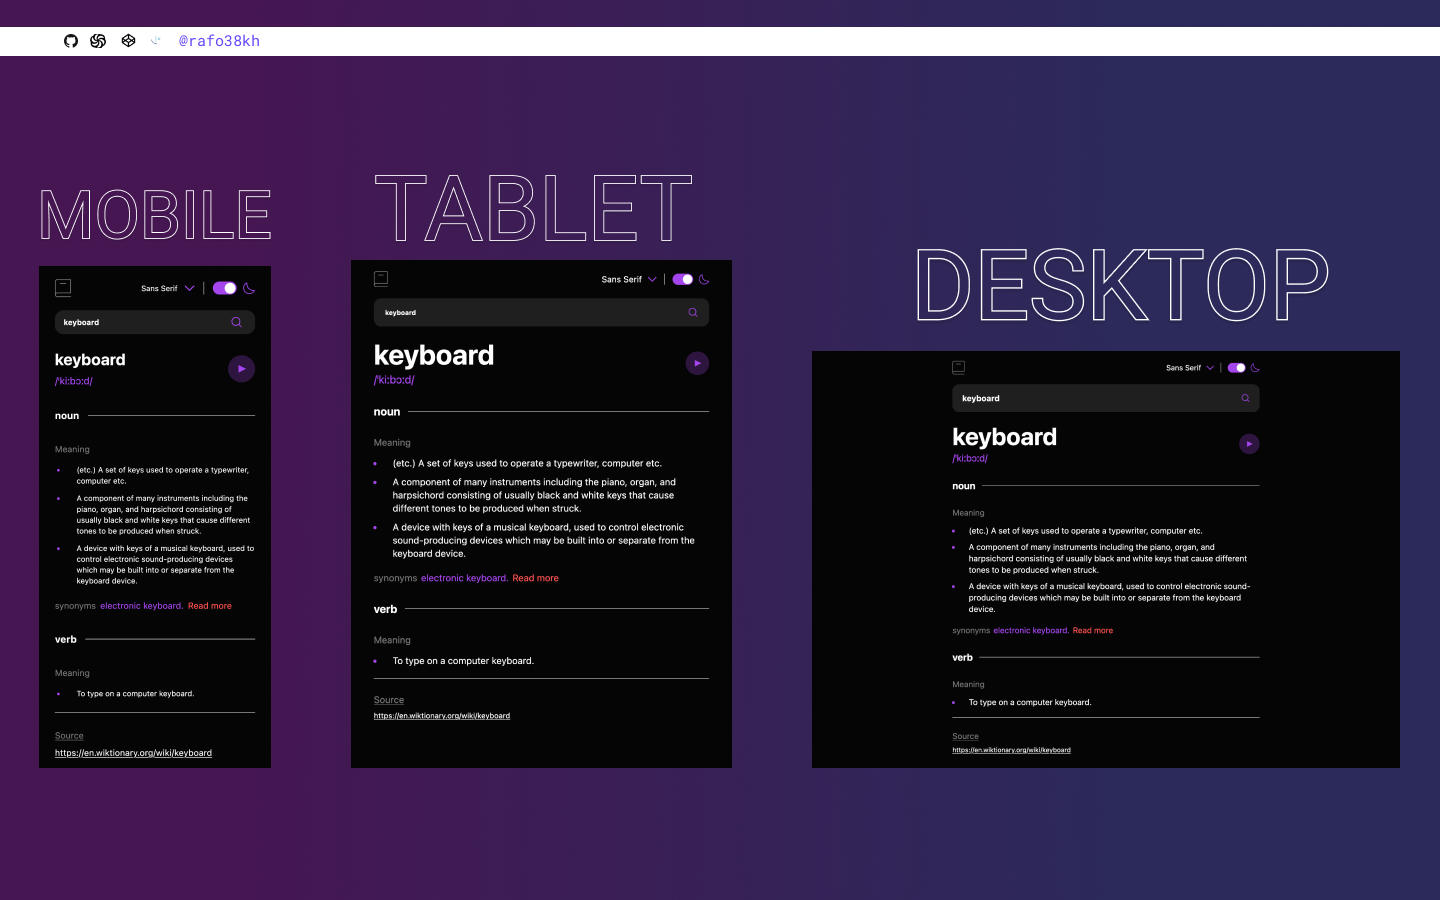 @rafo38kh
MOBILE
Sans Serif
keyboard
keyboard
/ˈkiːbɔːd/
noun
Meaning
(etc.) A set of keys used to operate a typewriter,
computer etc.
A component of many instruments including the
piano, organ, and harpsichord consisting of
usually black and white keys that cause different
tones to be produced when struck.
A device with keys of a musical keyboard, used to
control electronic sound-producing devices
which may be built into or separate from the
keyboard device.
synonyms electronic keyboard. Read more
verb
Meaning
To type on a computer keyboard.
Source
https://en.wiktionary.org/wiki/keyboard
TABLET
Sans Serif
keyboard
keyboard
/ˈkiːbɔːd/
noun
Meaning
(etc.) A set of keys used to operate a typewriter, computer etc.
A component of many instruments including the piano, organ, and
harpsichord consisting of usually black and white keys that cause
different tones to be produced when struck.
A device with keys of a musical keyboard, used to control electronic
sound-producing devices which may be built into or separate from the
keyboard device.
synonyms electronic keyboard. Read more
verb
Meaning
To type on a computer keyboard.
Source
https://en.wiktionary.org/wiki/keyboard
DESKTOP
Sans Serif
keyboard
keyboard
/ˈkiːbɔːd/
noun
Meaning
(etc.) A set of keys used to operate a typewriter, computer etc.
A component of many instruments including the piano, organ, and
harpsichord consisting of usually black and white keys that cause different
tones to be produced when struck.
A device with keys of a musical keyboard, used to control electronic sound-
producing devices which may be built into or separate from the keyboard
device.
synonyms electronic keyboard. Read more
verb
Meaning
To type on a computer keyboard.
Source
https://en.wiktionary.org/wiki/keyboard